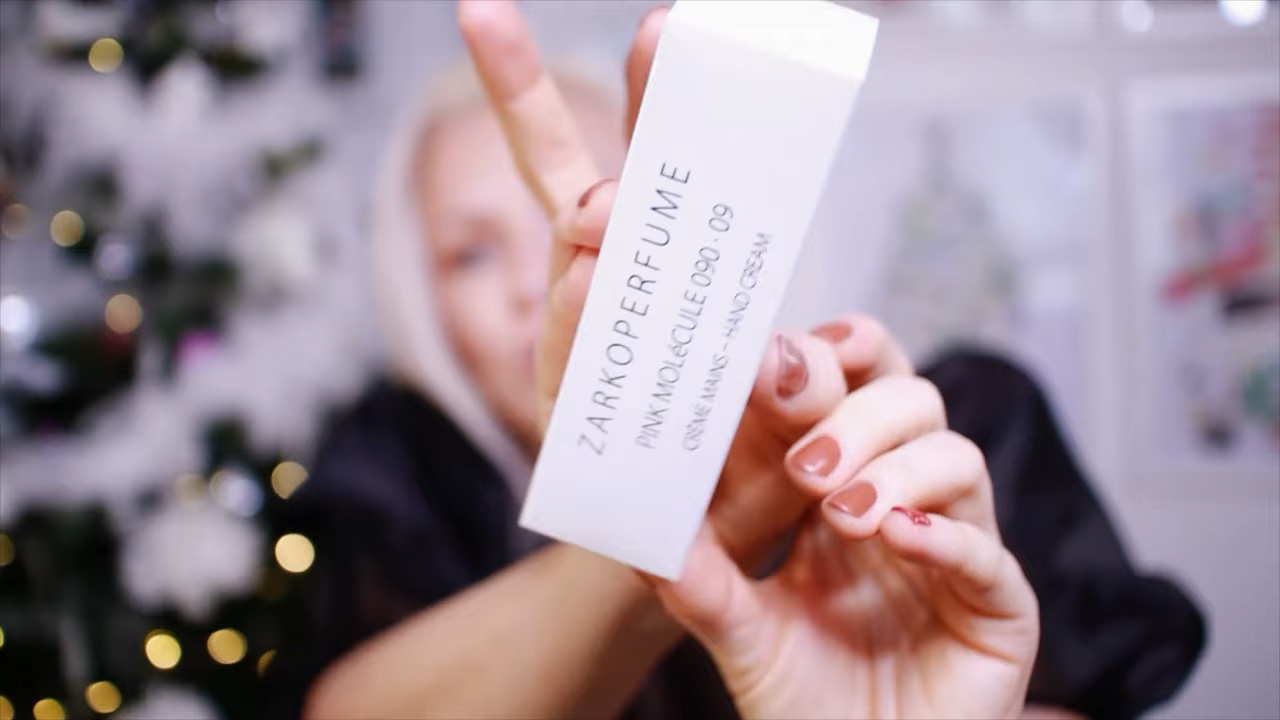 ZARKOPERFUME
PINK MOLéCULE 090 · 09
CRÈME MAINS – HAND CREAM